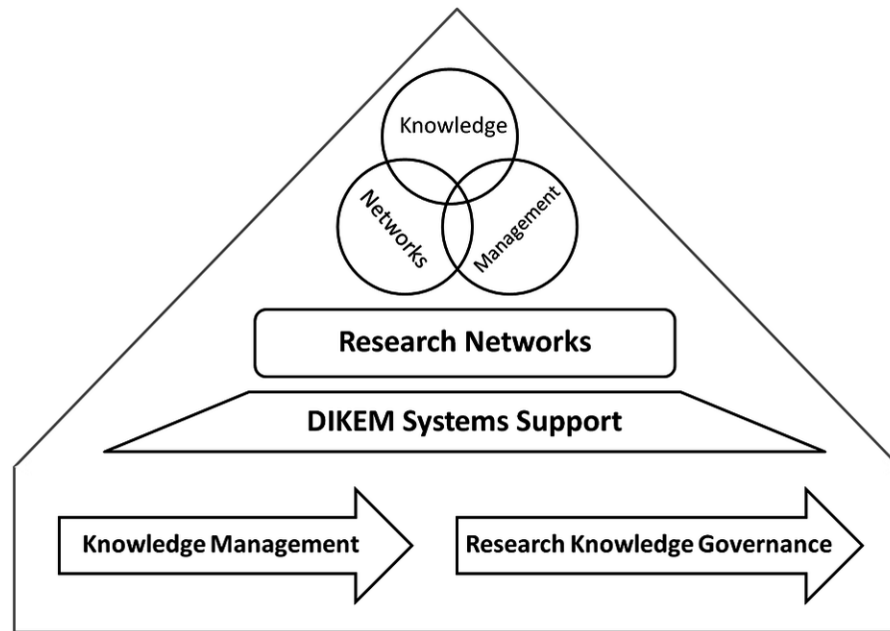 Knowledge
Networks
Management
Research Networks
DIKEM Systems Support
Knowledge Management
Research Knowledge Governance